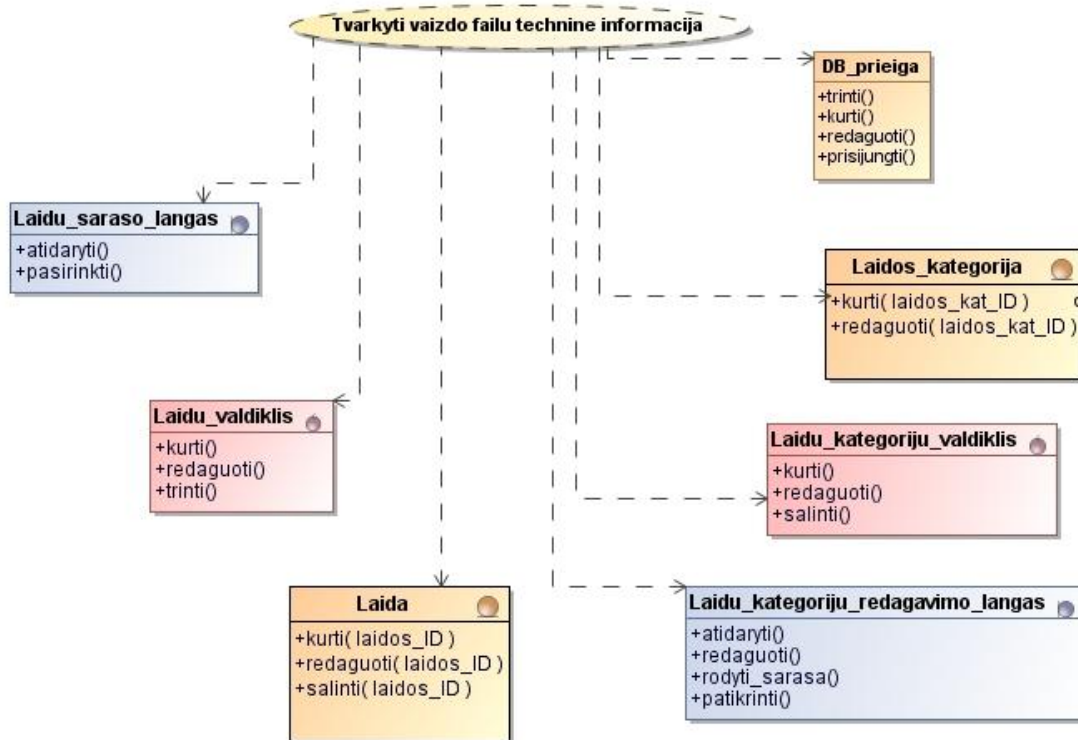 Tvarkyti vaizdo failu technine informacija
DB_prieiga
+trinti()
+kurti()
+redaguoti()
+prisijungti()
Laidu_saraso_langas
+atidaryti()
+pasirinkti()
Laidos_kategorija
+kurti( laidos_kat_ID )
+redaguoti( laidos_kat_ID )
Laidu_valdiklis
+kurti()
+redaguoti()
+trinti()
Laidu_kategoriju_valdiklis
+kurti()
+redaguoti()
+salinti()
Laida
+kurti( laidos_ID )
+redaguoti( laidos_ID )
+salinti( laidos_ID )
Laidu_kategoriju_redagavimo_langas
+atidaryti()
+redaguoti()
+rodyti_sarasa()
+patikrinti()